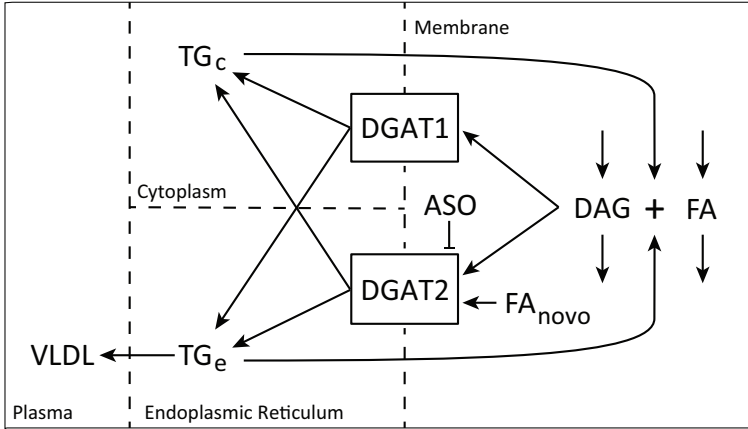 Membrane
TGc
DGAT1
Cytoplasm
ASO
DAG + FA
DGAT2
FAnovo
VLDL
TGe
Plasma
Endoplasmic Reticulum